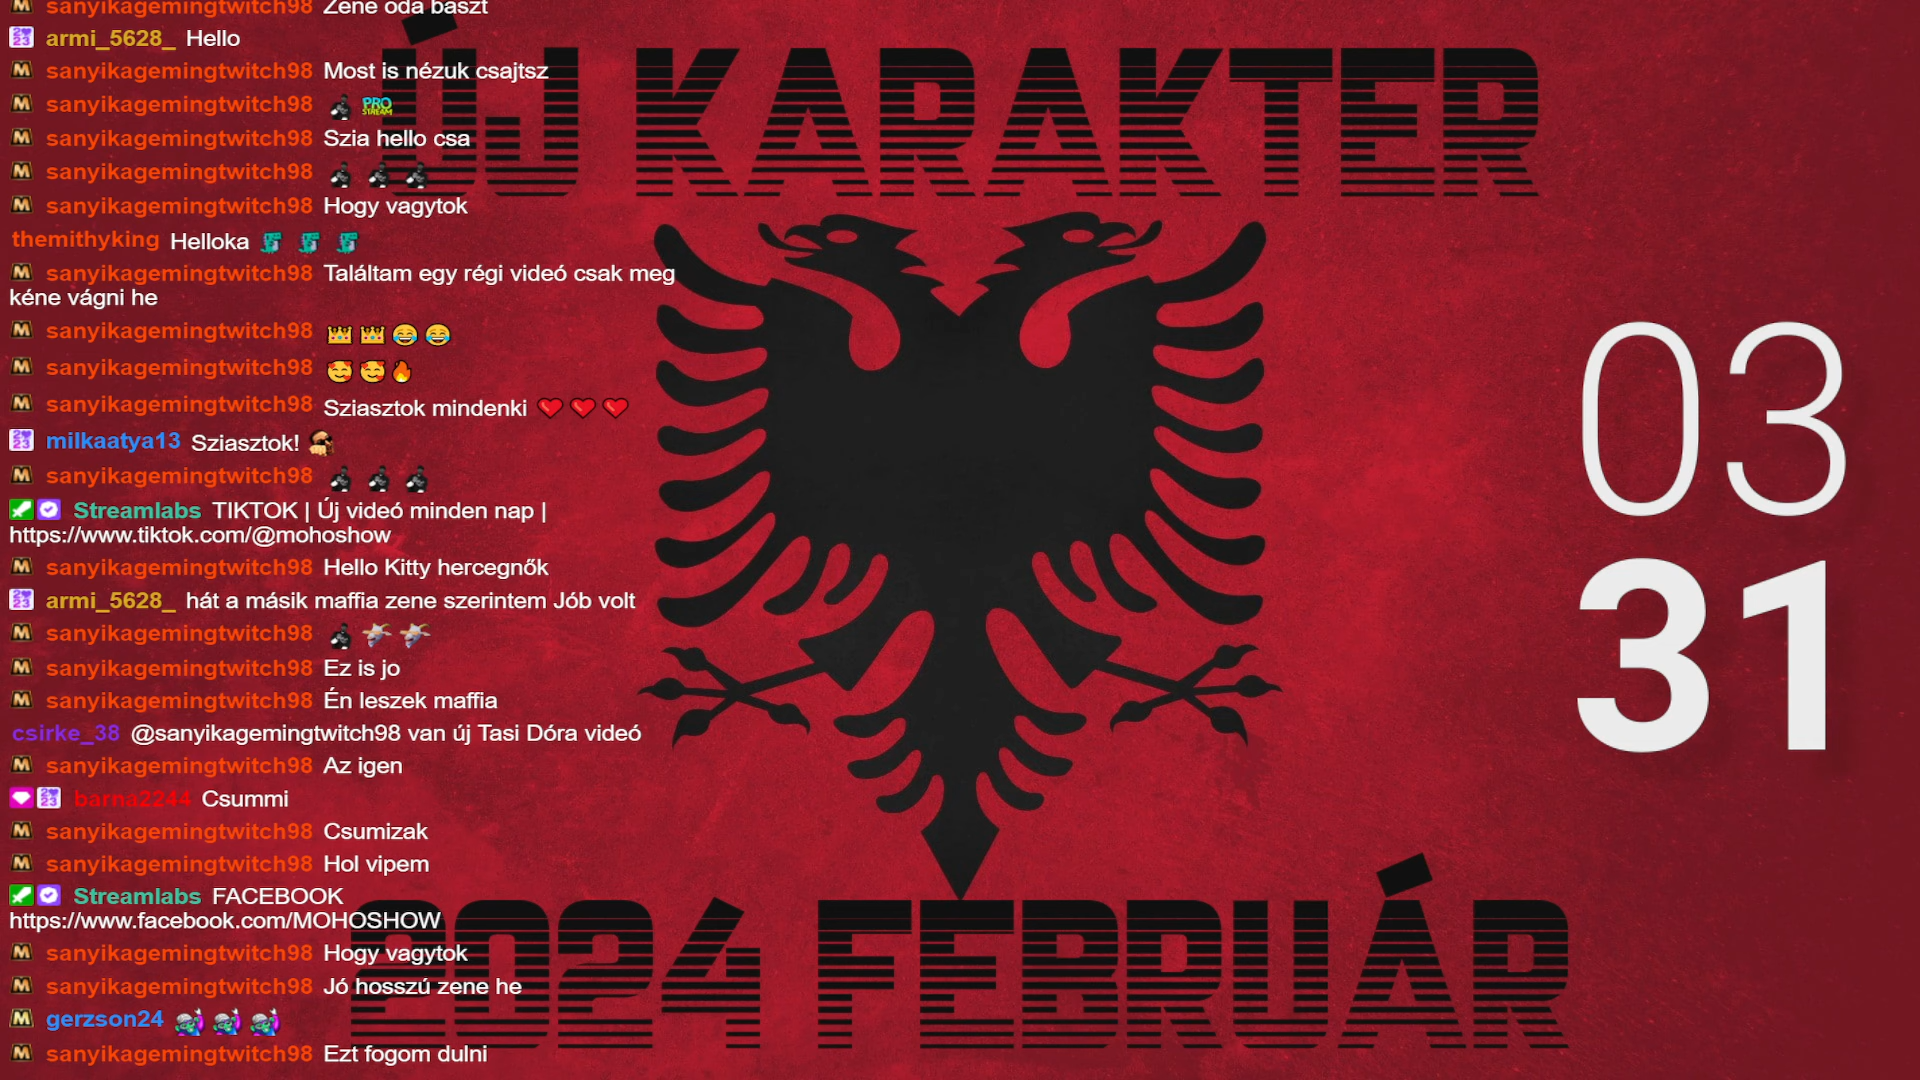 sanyikagemingtwitch98 Zene oda baszt
armi_5628_ Hello
sanyikagemingtwitch98 Most is nézuk csajtsz
sanyikagemingtwitch98 PRO STREAM
sanyikagemingtwitch98 Szia hello csa
sanyikagemingtwitch98
sanyikagemingtwitch98 Hogy vagytok
themithyking Helloka
sanyikagemingtwitch98 Találtam egy régi videó csak meg
kéne vágni he
sanyikagemingtwitch98
sanyikagemingtwitch98
sanyikagemingtwitch98 Sziasztok mindenki
milkaatya13 Sziasztok!
sanyikagemingtwitch98
Streamlabs TIKTOK | Új videó minden nap |
https://www.tiktok.com/@mohoshow
sanyikagemingtwitch98 Hello Kitty hercegnők
armi_5628_ hát a másik maffia zene szerintem Jób volt
sanyikagemingtwitch98
sanyikagemingtwitch98 Ez is jo
sanyikagemingtwitch98 Én leszek maffia
csirke_38 @sanyikagemingtwitch98 van új Tasi Dóra videó
sanyikagemingtwitch98 Az igen
barna2244 Csummi
sanyikagemingtwitch98 Csumizak
sanyikagemingtwitch98 Hol vipem
Streamlabs FACEBOOK
https://www.facebook.com/MOHOSHOW
sanyikagemingtwitch98 Hogy vagytok
sanyikagemingtwitch98 Jó hosszú zene he
gerzson24
sanyikagemingtwitch98 Ezt fogom dulni
ÚJ KARAKTER
03
31
2024 FEBRUÁR